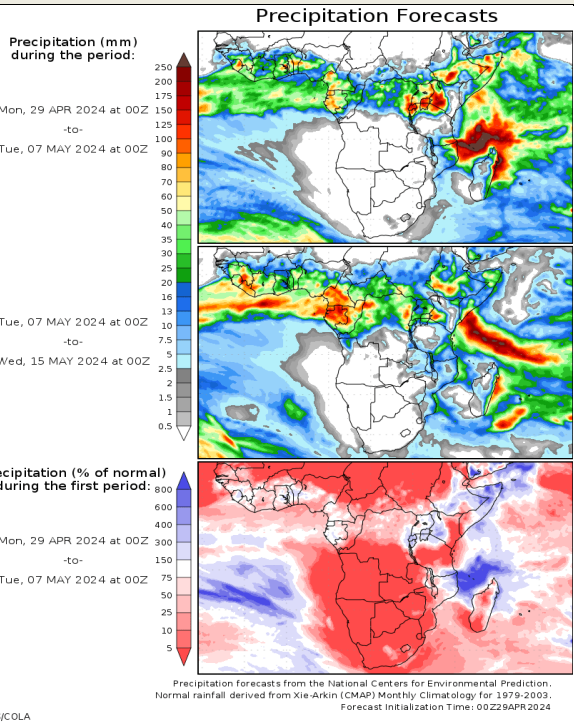 Precipitation Forecasts
Precipitation (mm)
during the period:
250
200
175
150
125
100
90
80
70
60
50
40
35
30
25
20
16
13
10
7.5
5
2.5
2
1.5
1
0.5
Mon, 29 APR 2024 at 00Z
-to-
Tue, 07 MAY 2024 at 00Z
Tue, 07 MAY 2024 at 00Z
-to-
Wed, 15 MAY 2024 at 00Z
ecipitation (% of normal)
during the first period:
800
600
400
300
150
75
50
25
10
5
Mon, 29 APR 2024 at 00Z
-to-
Tue, 07 MAY 2024 at 00Z
Precipitation forecasts from the National Centers for Environmental Prediction.
Normal rainfall derived from Xie-Arkin (CMAP) Monthly Climatology for 1979-2003.
Forecast Initialization Time: 00Z29APR2024
/COLA